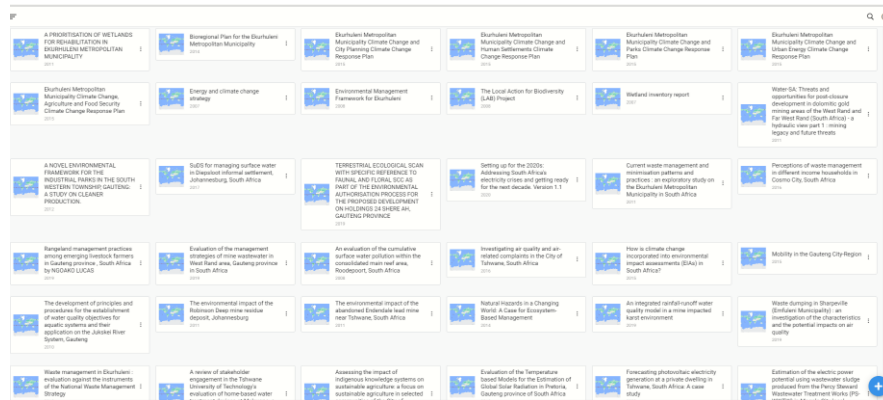 A PRIORITISATION OF WETLANDS
FOR REHABILITATION IN
EKURHULENI METROPOLITAN
MUNICIPALITY
2011
Bioregional Plan for the Ekurhuleni
Metropolitan Municipality
Ekurhuleni Metropolitan
Municipality Climate Change and
City Planning Climate Change
Response Plan
2015
Ekurhuleni Metropolitan
Municipality Climate Change and
Human Settlements Climate
Change Response Plan
2015
Ekurhuleni Metropolitan
Municipality Climate Change and
Parks Climate Change Response
Plan
2015
Ekurhuleni Metropolitan
Municipality Climate Change and
Urban Energy Climate Change
Response Plan
2015
Ekurhuleni Metropolitan
Municipality Climate Change,
Agriculture and Food Security
Climate Change Response Plan
2015
Energy and climate change
strategy
2007
Environmental Management
Framework for Ekurhuleni
2008
The Local Action for Biodiversity
(LAB) Project
2009
Wetland inventory report
2007
Water-SA: Threats and
opportunities for post-closure
development in dolomitic gold
mining areas of the West Rand and
Far West Rand (South Africa) - a
hydraulic view part 1 : mining
legacy and future threats
2011
A NOVEL ENVIRONMENTAL
FRAMEWORK FOR THE
INDUSTRIAL PARKS IN THE SOUTH
WESTERN TOWNSHIP, GAUTENG:
A STUDY ON CLEANER
PRODUCTION.
2012
SuDS for managing surface water
in Diepsloot informal settlement,
Johannesburg, South Africa
2017
TERRESTRIAL ECOLOGICAL SCAN
WITH SPECIFIC REFERENCE TO
FAUNAL AND FLORAL SCC AS
PART OF THE ENVIRONMENTAL
AUTHORISATION PROCESS FOR
THE PROPOSED DEVELOPMENT
ON HOLDINGS 24 SHERE AH,
GAUTENG PROVINCE
2019
Setting up for the 2020s:
Addressing South Africa's
electricity crises and getting ready
for the next decade. Version 1.1
2020
Current waste management and
minimisation patterns and
practices : an exploratory study on
the Ekurhuleni Metropolitan
Municipality in South Africa
Perceptions of waste management
in different income households in
Cosmo City, South Africa
Rangeland management practices
among emerging livestock farmers
in Gauteng province , South Africa
by NGOAKO LUCAS
2019
Evaluation of the management
strategies of mine wastewater in
West Rand area, Gauteng province
in South Africa
An evaluation of the cumulative
surface water pollution within the
consolidated main reef area,
Roodepoort, South Africa
2008
Investigating air quality and air-
related complaints in the City of
Tshwane, South Africa
How is climate change
incorporated into environmental
impact assessments (EIAs) in
South Africa?
Mobility in the Gauteng City-Region
The development of principles and
procedures for the establishment
of water quality objectives for
aquatic systems and their
application on the Jukskei River
System, Gauteng
The environmental impact of the
Robinson Deep mine residue
deposit, Johannesburg
2011
The environmental impact of the
abandoned Enderdale lead mine
near Tshwane, South Africa
2011
Natural Hazards in a Changing
World: A Case for Ecosystem-
Based Management
2014
An integrated rainfall-runoff water
quality model in a mine impacted
karst environment
2019
Waste dumping in Sharpeville
(Emfuleni Municipality) : an
investigation of the characteristics
and the potential impacts on air
quality
2019
Waste management in Ekurhuleni :
evaluation against the instruments
of the National Waste Management
Strategy
A review of stakeholder
engagement in the Tshwane
University of Technology's
evaluation of home-based water
Assessing the impact of
indigenous knowledge systems on
sustainable agriculture: a focus on
sustainable agriculture in selected
Evaluation of the Temperature
based Models for the Estimation of
Global Solar Radiation in Pretoria,
Gauteng province of South Africa
Forecasting photovoltaic electricity
generation at a private dwelling in
Tshwane, South Africa: A case
study
Estimation of the electric power
potential using wastewater sludge
produced from the Percy Steward
Wastewater Treatment Works (PS-